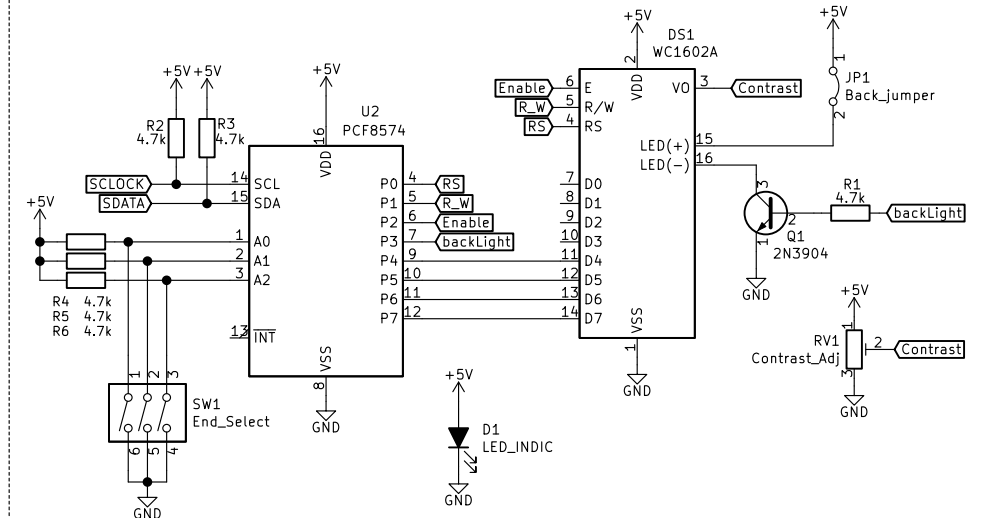 +5V
+5V
+5V
DS1
WC1602A
+5V +5V
+5V
2
VDD
Enable
6
E
VO
3
Contrast
1
JP1
Back_jumper
2
R_W
5
R/W
RS
4
RS
U2
PCF8574
R2
4.7k
R3
4.7k
16
VDD
LED(+)
15
LED(-)
16
SCLOCK
14
SCL
P0
4
RS
7
D0
SDATA
15
SDA
P1
5
R_W
8
D1
P2
6
Enable
9
D2
P3
7
backLight
10
D3
3
2
1
Q1
2N3904
R1
4.7k
backLight
GND
+5V
1
A0
2
A1
3
A2
P4
9
11
D4
P5
10
12
D5
P6
11
13
D6
P7
12
14
D7
R4 4.7k
R5 4.7k
R6 4.7k
13
INT
VSS
8
GND
VSS
1
GND
+5V
1
RV1
Contrast_Adj
2
Contrast
3
GND
1
2
3
SW1
End_Select
6
5
4
GND
+5V
D1
LED_INDIC
GND